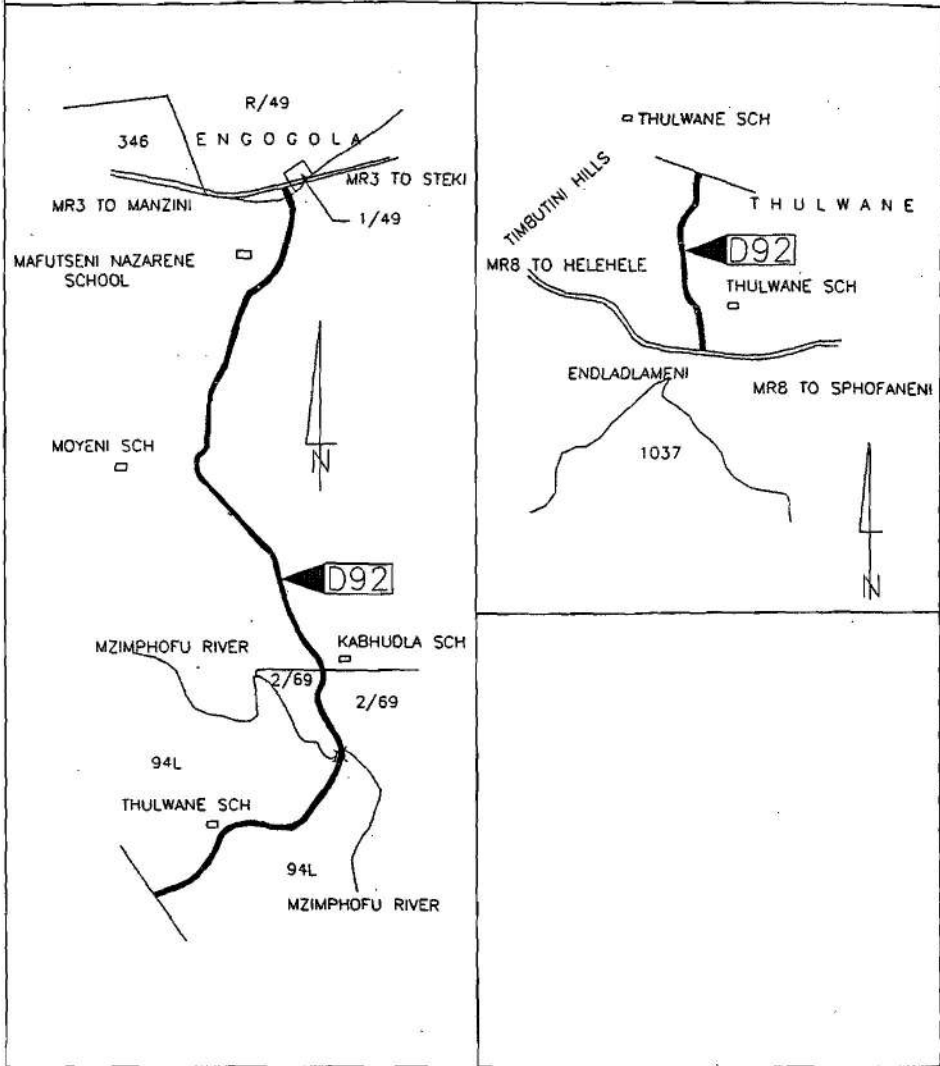 R/49
346
ENGOGOLA
MR3 TO STEKI
MR3 TO MANZINI
1/49
MAFUTSENI NAZARENE
SCHOOL
N
MOYENI SCH
D92
MZIMPHOFU RIVER
KABHUDLA SCH
2/69
2/69
94L
THULWANE SCH
94L
MZIMPHOFU RIVER
THULWANE SCH
TIMBUTINI HILLS
THULWANE
D92
MR8 TO HELEHELE
THULWANE SCH
ENDLADLAMENI
MR8 TO SPHOFANENI
1037
N